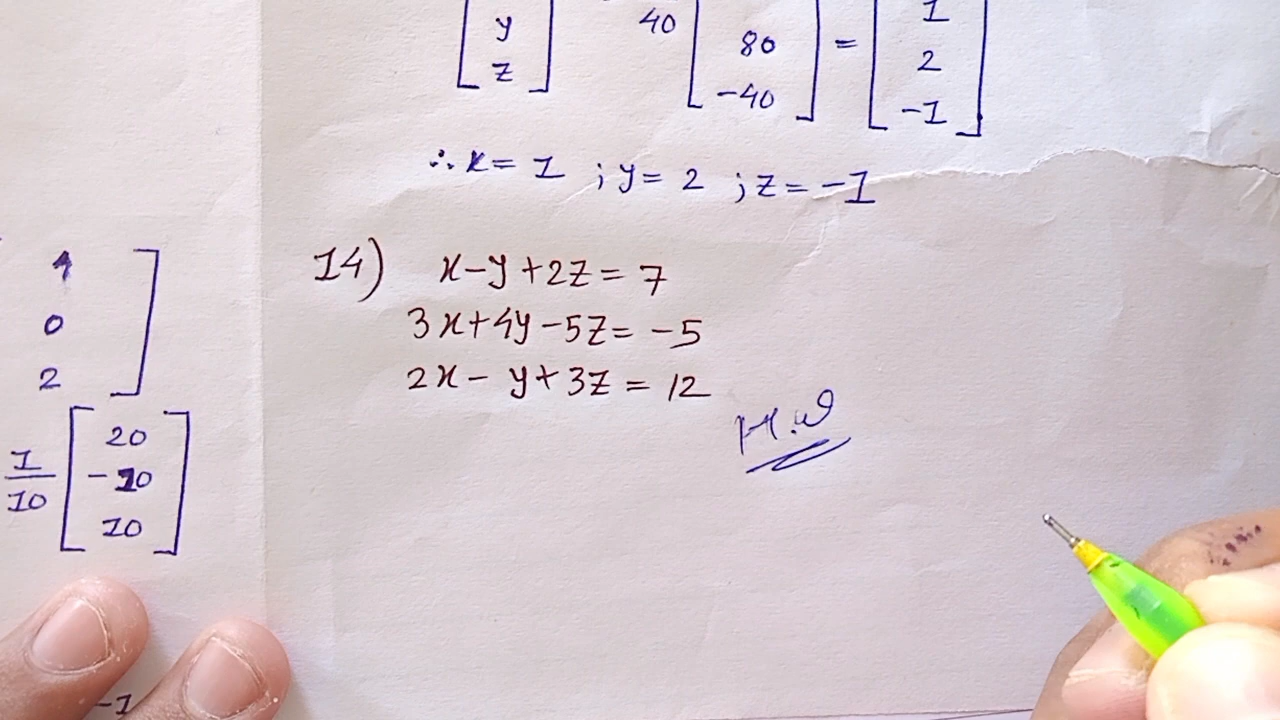 y 40 80 = 1
z -40 2
-1
∴ x = 1 ; y = 2 ; z = -1
14) x - y + 2z = 7
3x + 4y - 5z = -5
2x - y + 3z = 12
H.W
4
0
2
1/10 20
-10
10
-1